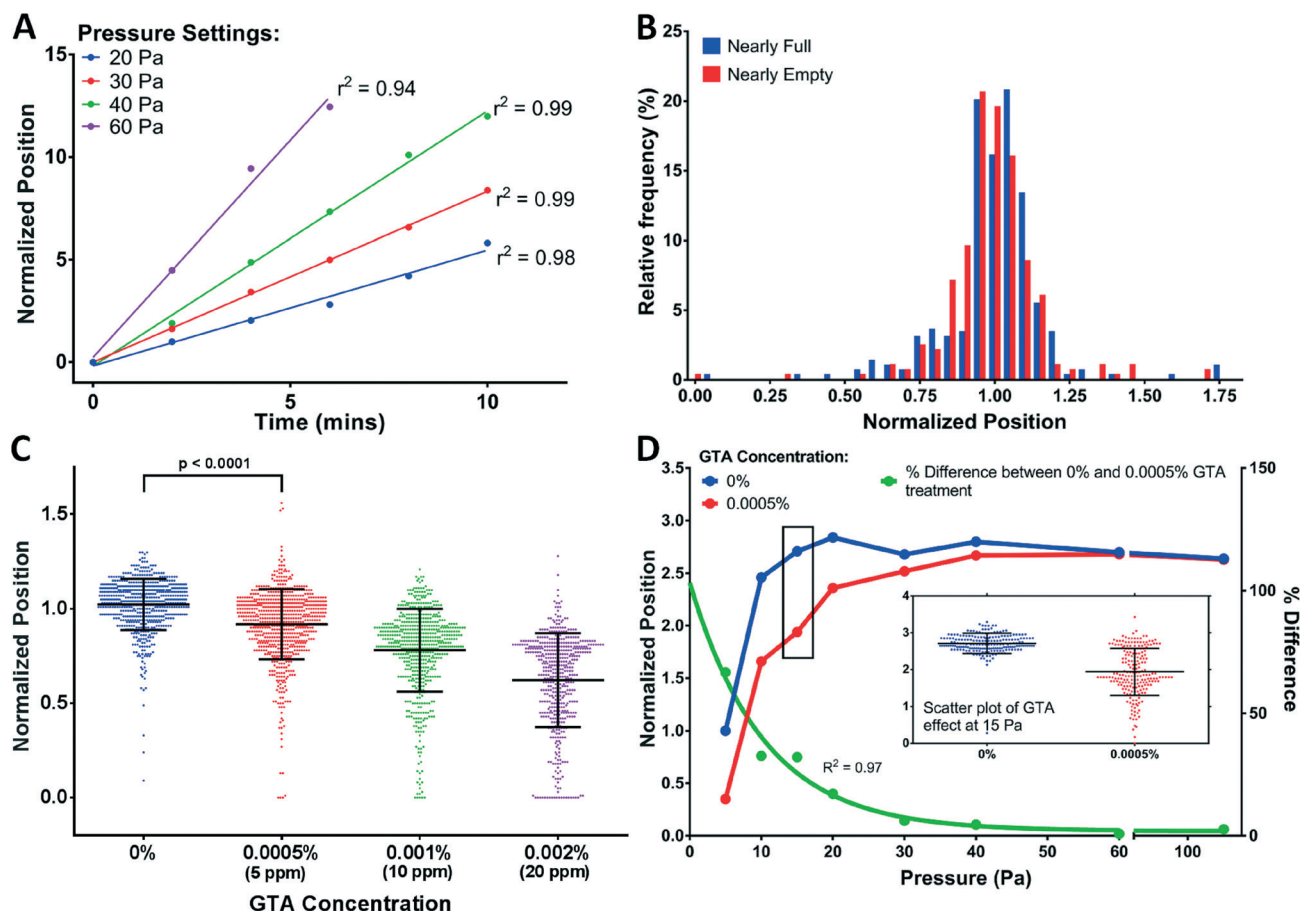 A
Pressure Settings:
20 Pa
30 Pa
40 Pa
60 Pa
15
10
5
0
Normalized Position
r² = 0.94
r² = 0.99
r² = 0.99
r² = 0.98
0
5
10
Time (mins)
B
Nearly Full
Nearly Empty
25
20
15
10
5
0
Relative frequency (%)
0.00
0.25
0.50
0.75
1.00
1.25
1.50
1.75
Normalized Position
C
p < 0.0001
1.5
1.0
0.5
0.0
Normalized Position
0%
0.0005%
(5 ppm)
0.001%
(10 ppm)
0.002%
(20 ppm)
GTA Concentration
D
GTA Concentration:
0%
0.0005%
% Difference between 0% and 0.0005% GTA
treatment
3.5
3.0
2.5
2.0
1.5
1.0
0.5
0.0
Normalized Position
150
100
50
0
% Difference
R² = 0.97
4
3
2
1
0
Scatter plot of GTA
effect at 15 Pa
0%
0.0005%
0
10
20
30
40
50
60
100
Pressure (Pa)